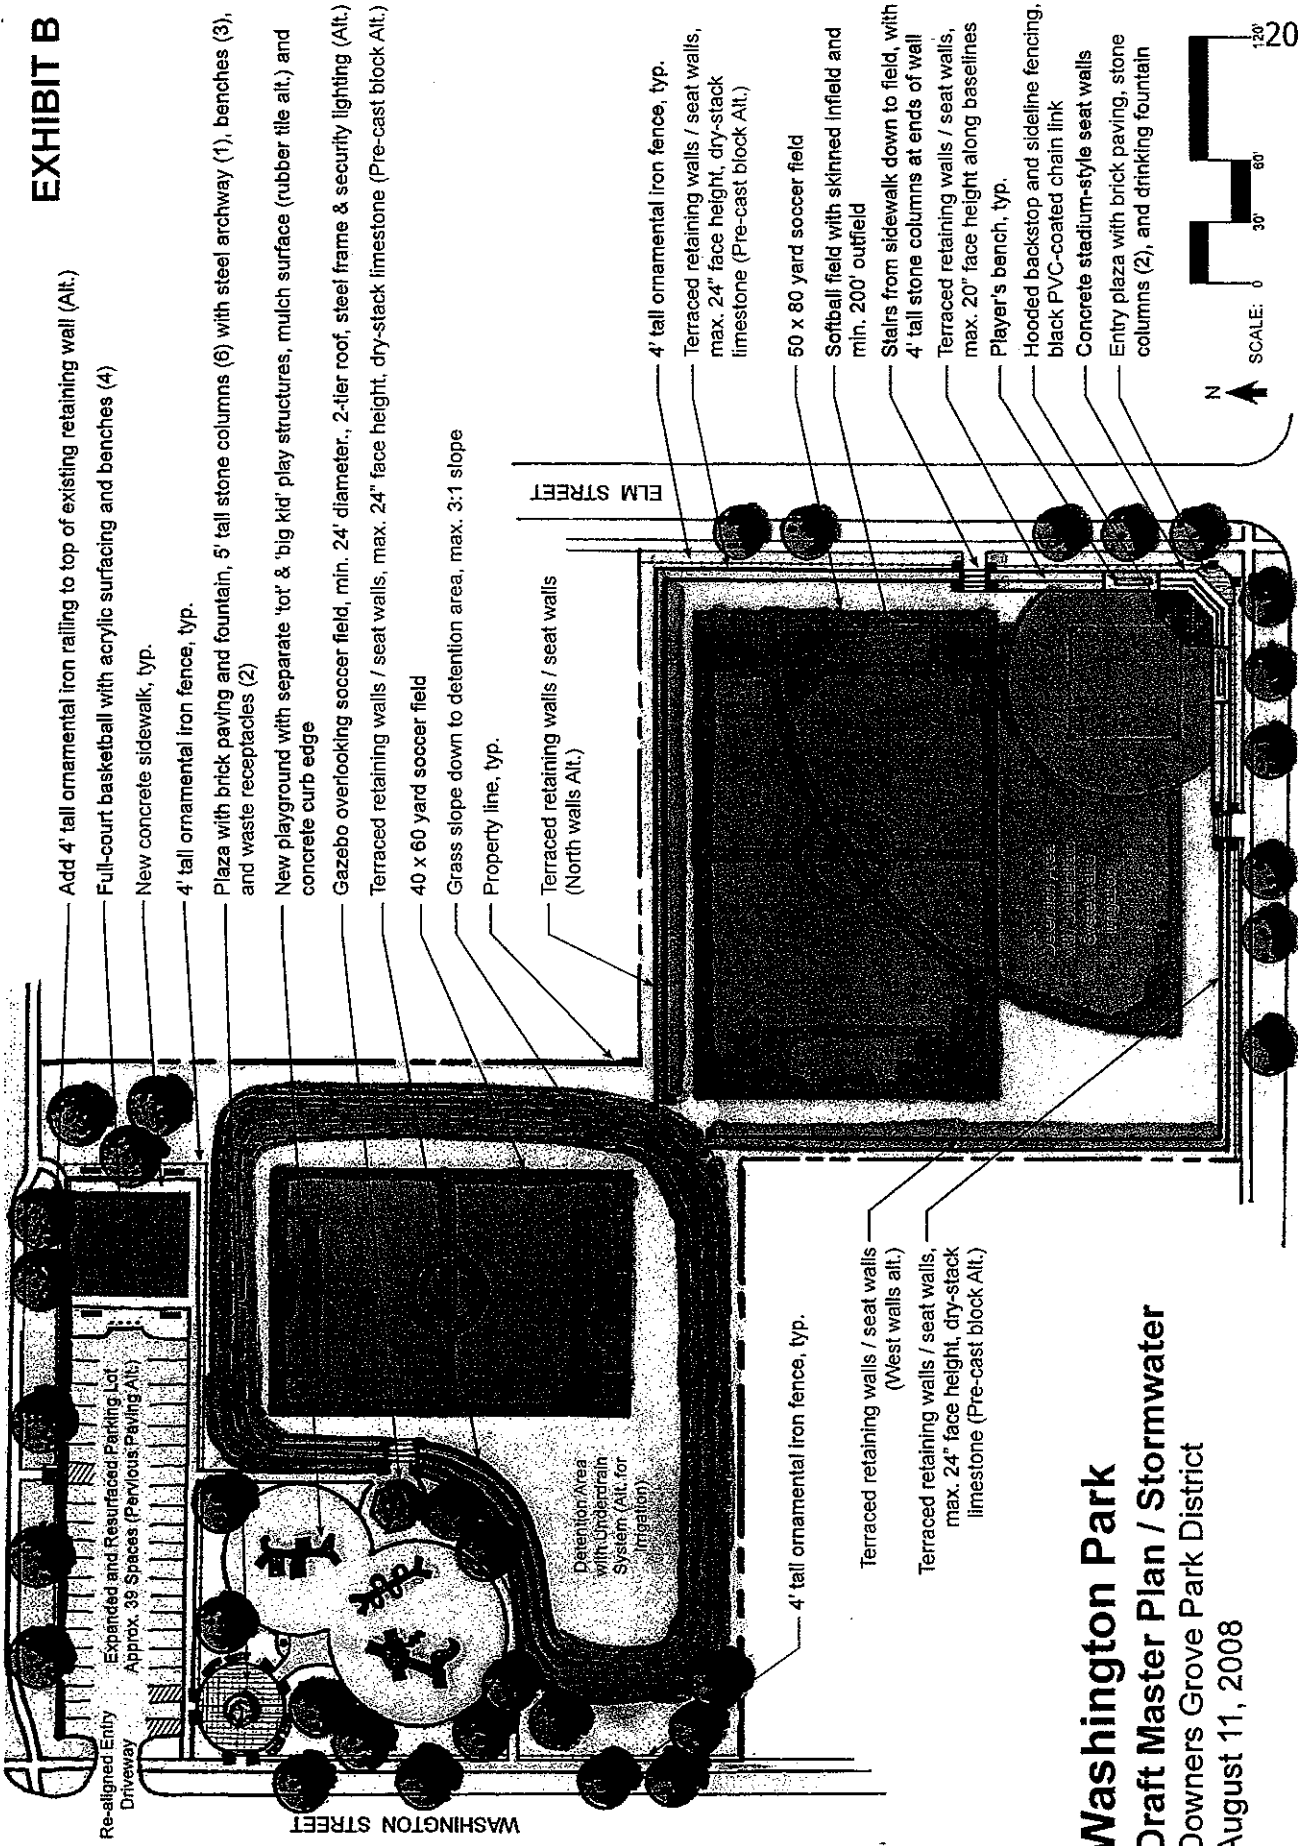 EXHIBIT B
Add 4' tall ornamental iron railing to top of existing retaining wall (Alt.)
Full-court basketball with acrylic surfacing and benches (4)
New concrete sidewalk, typ.
4' tall ornamental iron fence, typ.
Plaza with brick paving and fountain, 5' tall stone columns (6) with steel archway (1), benches (3),
and waste receptacles (2)
New playground with separate 'tot' & 'big kid' play structures, mulch surface (rubber tile alt.) and
concrete curb edge
Gazebo overlooking soccer field, min. 24' diameter., 2-tier roof, steel frame & security lighting (Alt.)
Terraced retaining walls / seat walls, max. 24" face height, dry-stack limestone (Pre-cast block Alt.)
40 x 60 yard soccer field
Grass slope down to detention area, max. 3:1 slope
Property line, typ.
Terraced retaining walls / seat walls
(North walls Alt.)
ELM STREET
4' tall ornamental iron fence, typ.
Terraced retaining walls / seat walls,
max. 24" face height, dry-stack
limestone (Pre-cast block Alt.)
50 x 80 yard soccer field
Softball field with skinned infield and
min. 200' outfield
Stairs from sidewalk down to field, with
4' tall stone columns at ends of wall
Terraced retaining walls / seat walls,
max. 20" face height along baselines
Player's bench, typ.
Hooded backstop and sideline fencing,
black PVC-coated chain link
Concrete stadium-style seat walls
Entry plaza with brick paving, stone
columns (2), and drinking fountain
N
SCALE:
0
30'
60'
120'
20
Re-aligned Entry
Driveway
Expanded and Resurfaced Parking Lot
Approx. 39 Spaces (Pervious Paving Alt.)
Detention Area
with Underdrain
System (Alt. for
Irrigation)
WASHINGTON STREET
4' tall ornamental iron fence, typ.
Terraced retaining walls / seat walls
(West walls alt.)
Terraced retaining walls / seat walls,
max. 24" face height, dry-stack
limestone (Pre-cast block Alt.)
Washington Park
Draft Master Plan / Stormwater
Downers Grove Park District
August 11, 2008